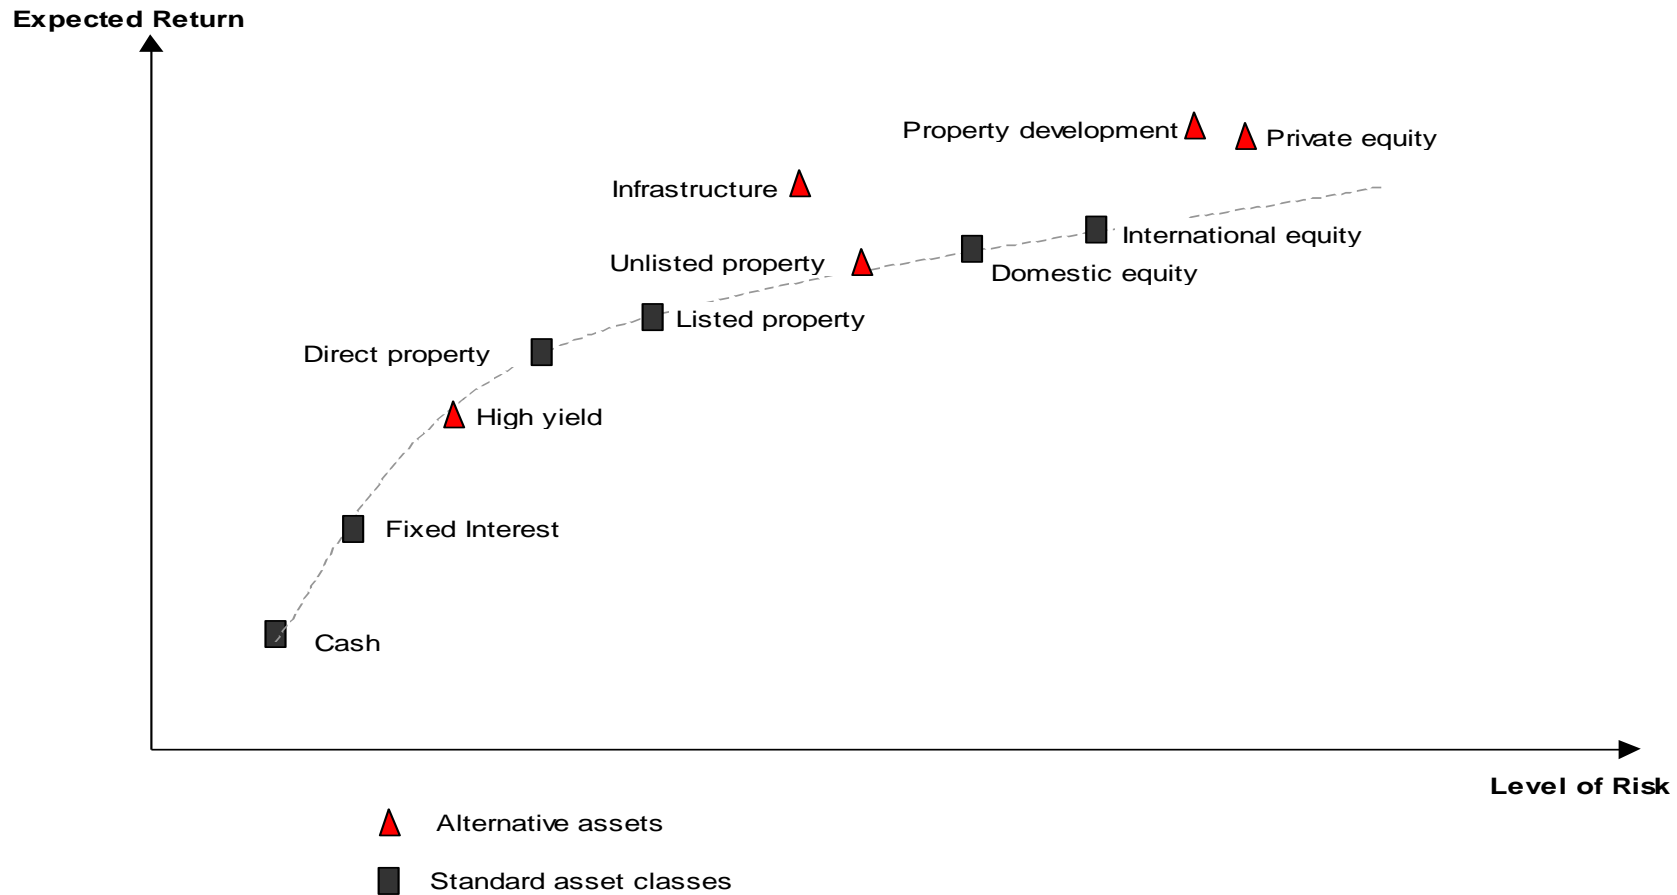 Expected Return
Property development
Private equity
Infrastructure
International equity
Unlisted property
Domestic equity
Listed property
Direct property
High yield
Fixed Interest
Cash
Level of Risk
Alternative assets
Standard asset classes